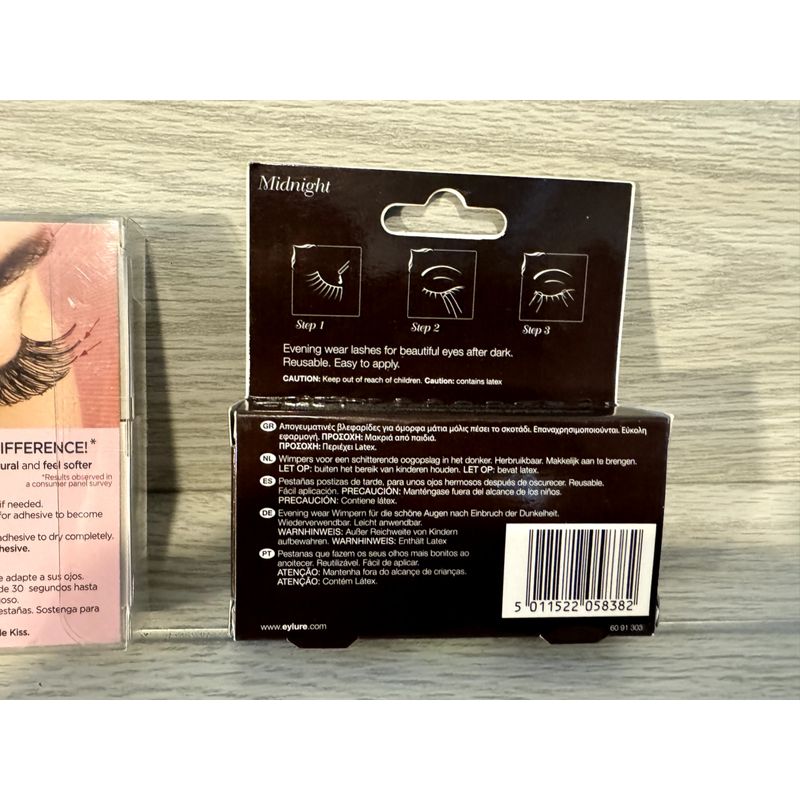 Midnight
Step 1
Step 2
Step 3
Evening wear lashes for beautiful eyes after dark.
Reusable. Easy to apply.
CAUTION: Keep out of reach of children. Caution: contains latex
GR Απογευματινές βλεφαρίδες για όμορφα μάτια μόλις πέσει το σκοτάδι. Επαναχρησιμοποιούνται. Εύκολη
εφαρμογή. ΠΡΟΣΟΧΗ: Μακριά από παιδιά.
ΠΡΟΣΟΧΗ: Περιέχει Latex.
NL Wimpers voor een schitterende oogopslag in het donker. Herbruikbaar. Makkelijk aan te brengen.
LET OP: buiten het bereik van kinderen houden. LET OP: bevat latex.
ES Pestañas postizas de tarde, para unos ojos hermosos después de oscurecer. Reusable.
Fácil aplicación. PRECAUCIÓN: Manténgase fuera del alcance de los niños.
PRECAUCIÓN: Contiene látex.
DE Evening wear Wimpern für die schöne Augen nach Einbruch der Dunkelheit.
Wiederverwendbar. Leicht anwendbar.
WARNHINWEIS: Außer Reichweite von Kindern
aufbewahren. WARNHINWEIS: Enthält Latex
PT Pestanas que fazem os seus olhos mais bonitos ao
anoitecer. Reutilizável. Fácil de aplicar.
ATENÇÃO: Mantenha fora do alcance de crianças.
ATENÇÃO: Contém Látex.
5 011522 058382
www.eylure.com
60 91 303
IFFERENCE!*
ural and feel softer
*Results observed in
a consumer panel survey
if needed.
for adhesive to become
adhesive to dry completely.
hesive.
e adapte a sus ojos.
de 30 segundos hasta
oso.
estañas. Sostenga para
de Kiss.